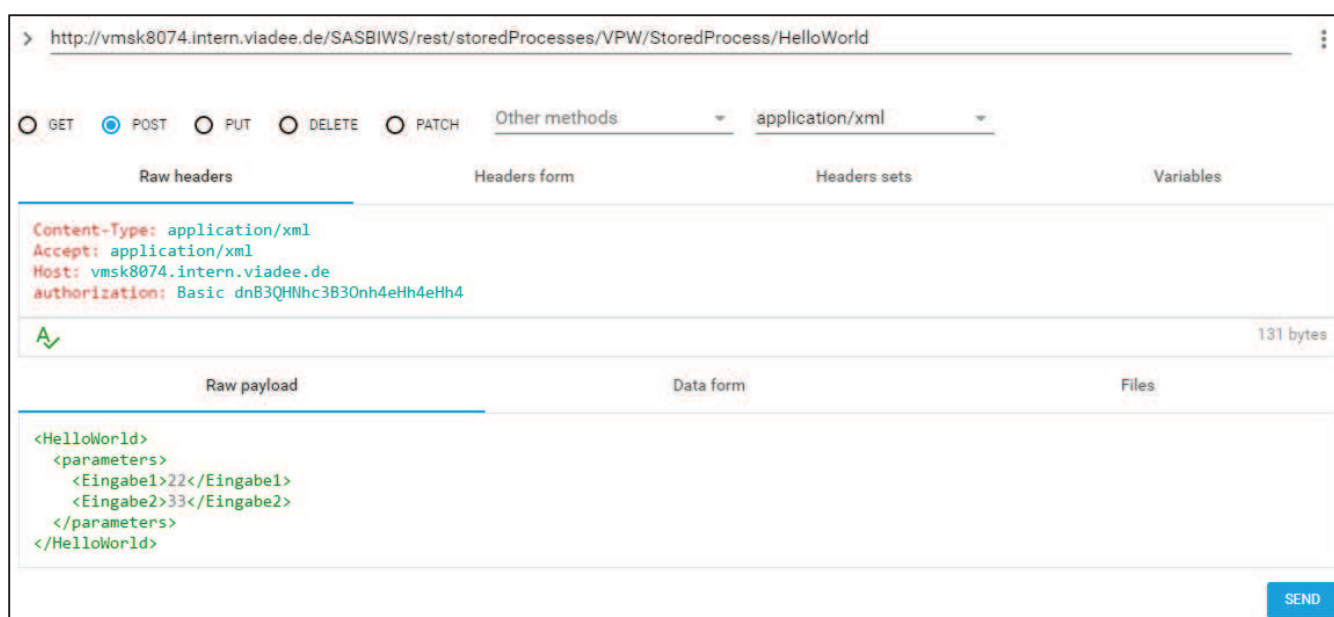 http://vmsk8074.intern.viadee.de/SASBIWS/rest/storedProcesses/VPW/StoredProcess/HelloWorld
GET POST PUT DELETE PATCH Other methods application/xml
Raw headers Headers form Headers sets Variables
Content-Type: application/xml
Accept: application/xml
Host: vmsk8074.intern.viadee.de
authorization: Basic dnB3QHNhc3B3Onh4eHh4eHh4
131 bytes
Raw payload Data form Files
<HelloWorld>
<parameters>
<Eingabe1>22</Eingabe1>
<Eingabe2>33</Eingabe2>
</parameters>
</HelloWorld>
SEND